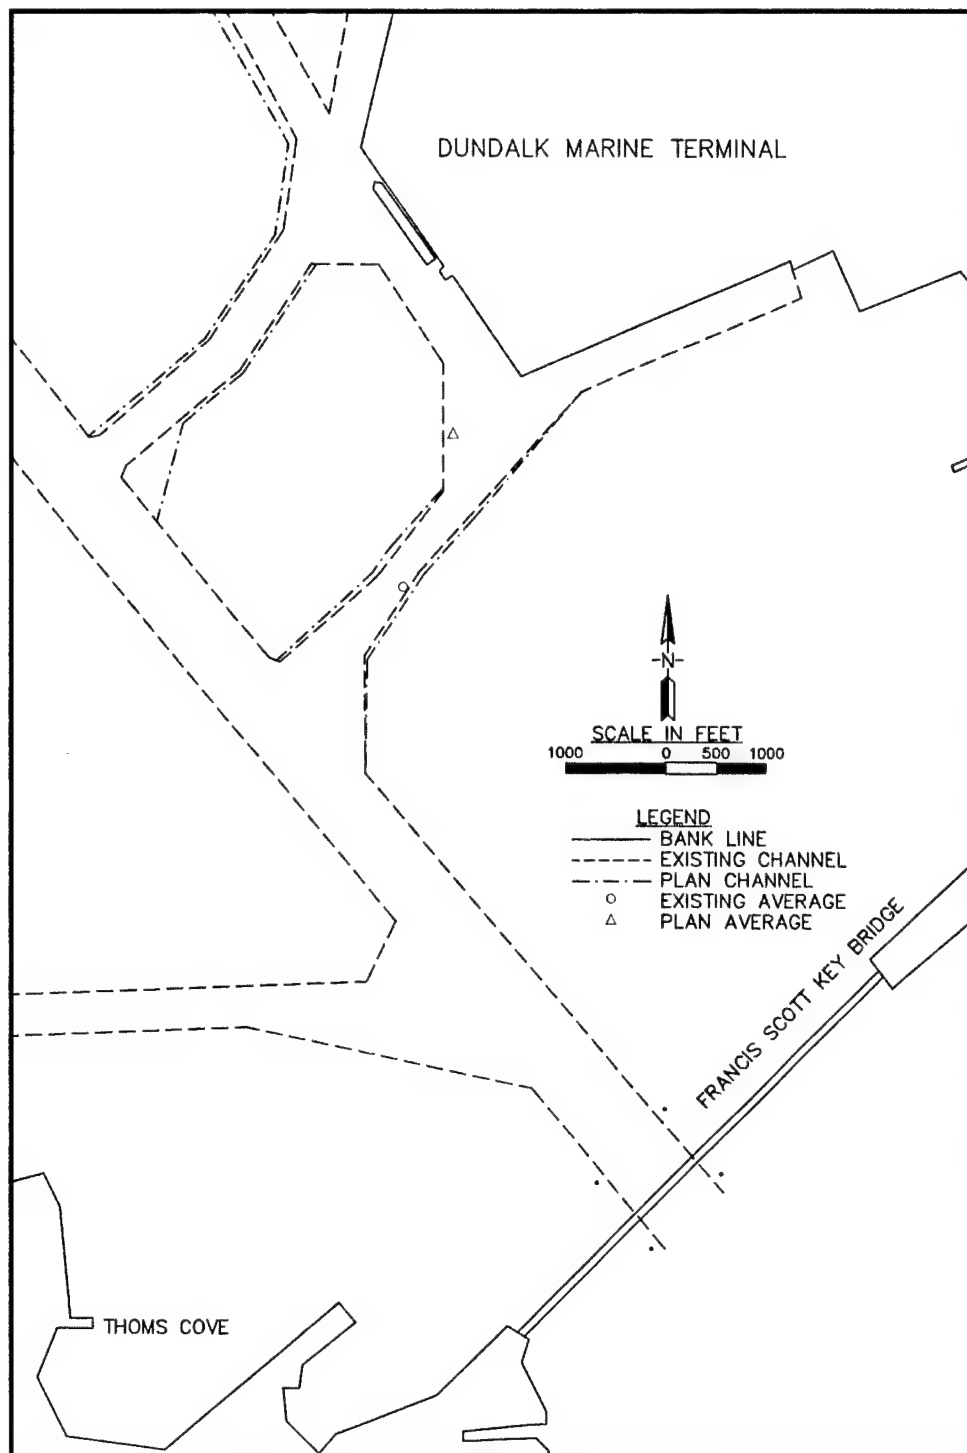 DUNDALK MARINE TERMINAL
N
SCALE IN FEET
1000 0 500 1000
LEGEND
BANK LINE
EXISTING CHANNEL
PLAN CHANNEL
EXISTING AVERAGE
PLAN AVERAGE
FRANCIS SCOTT KEY BRIDGE
THOMS COVE